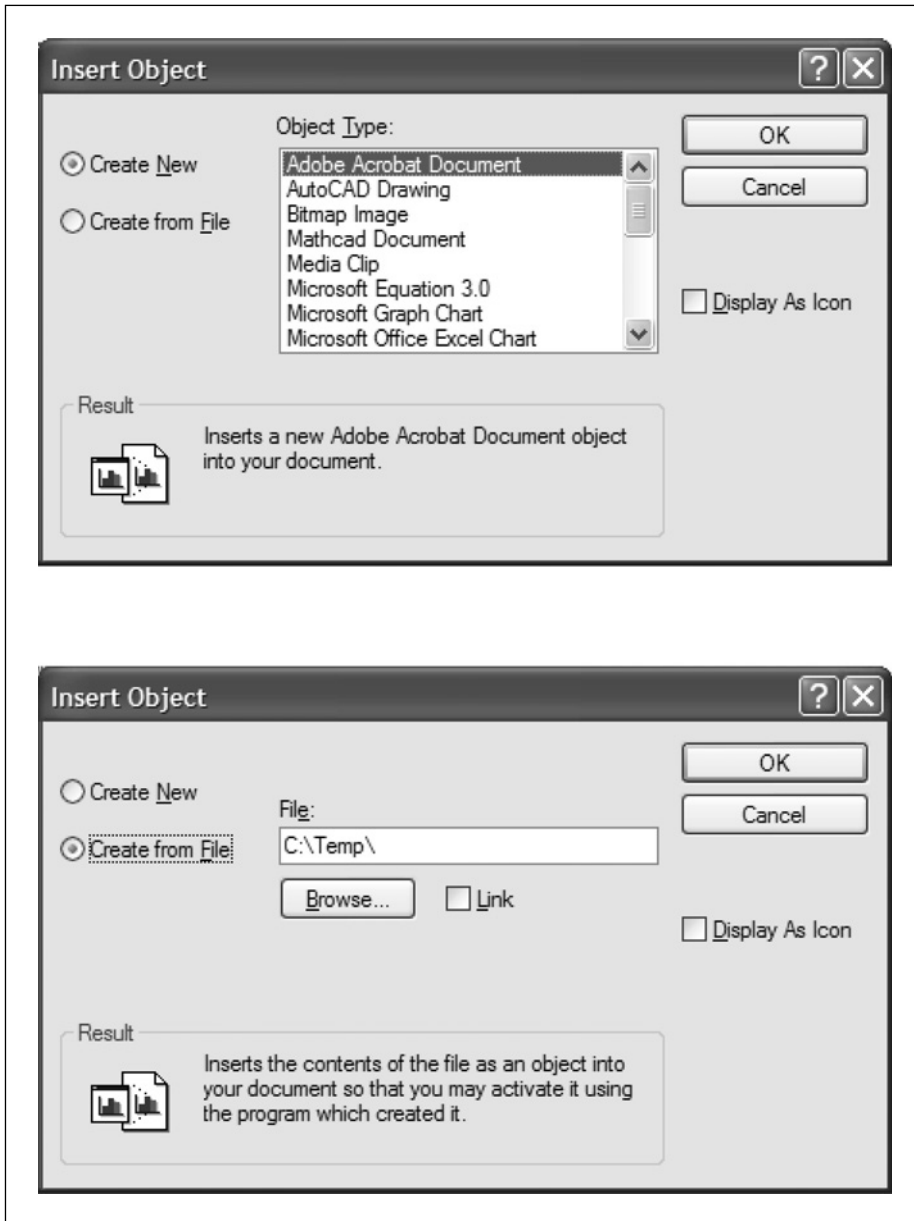 Insert Object
Object Type:
Create New
Create from File
Adobe Acrobat Document
AutoCAD Drawing
Bitmap Image
Mathcad Document
Media Clip
Microsoft Equation 3.0
Microsoft Graph Chart
Microsoft Office Excel Chart
OK
Cancel
Display As Icon
Result
Inserts a new Adobe Acrobat Document object
into your document.
Insert Object
Create New
Create from File
File:
C:\Temp\
Browse...
Link
OK
Cancel
Display As Icon
Result
Inserts the contents of the file as an object into
your document so that you may activate it using
the program which created it.